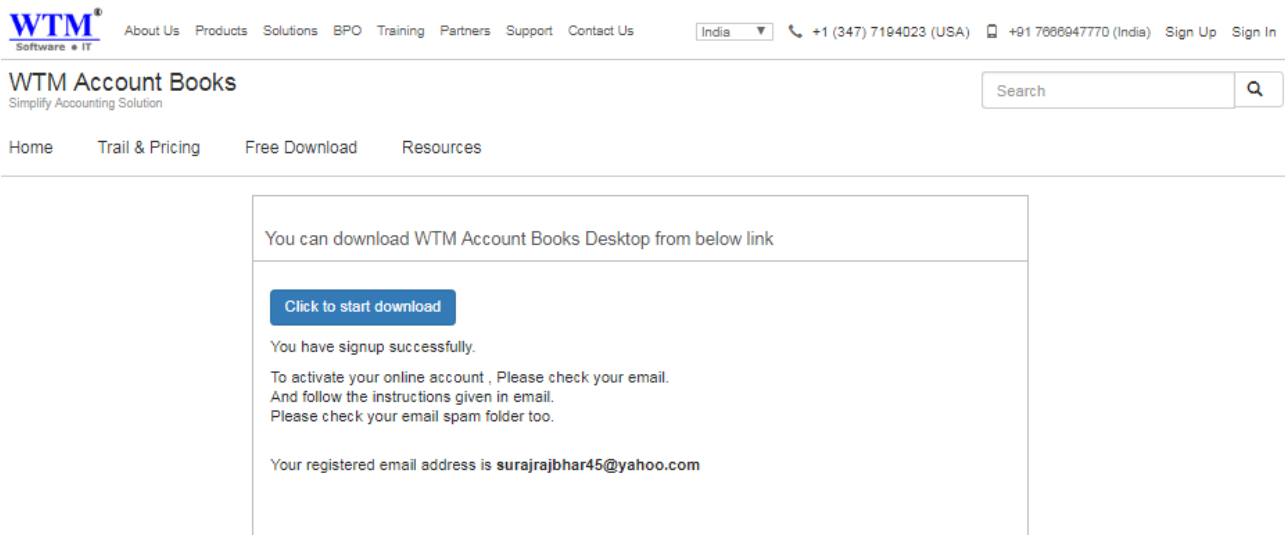 WTM®
Software ● IT
About Us Products Solutions BPO Training Partners Support Contact Us India +1 (347) 7194023 (USA) +91 7666947770 (India) Sign Up Sign In
WTM Account Books
Simplify Accounting Solution
Search
Home Trail & Pricing Free Download Resources
You can download WTM Account Books Desktop from below link
Click to start download
You have signup successfully.
To activate your online account , Please check your email.
And follow the instructions given in email.
Please check your email spam folder too.
Your registered email address is surajrajbhar45@yahoo.com